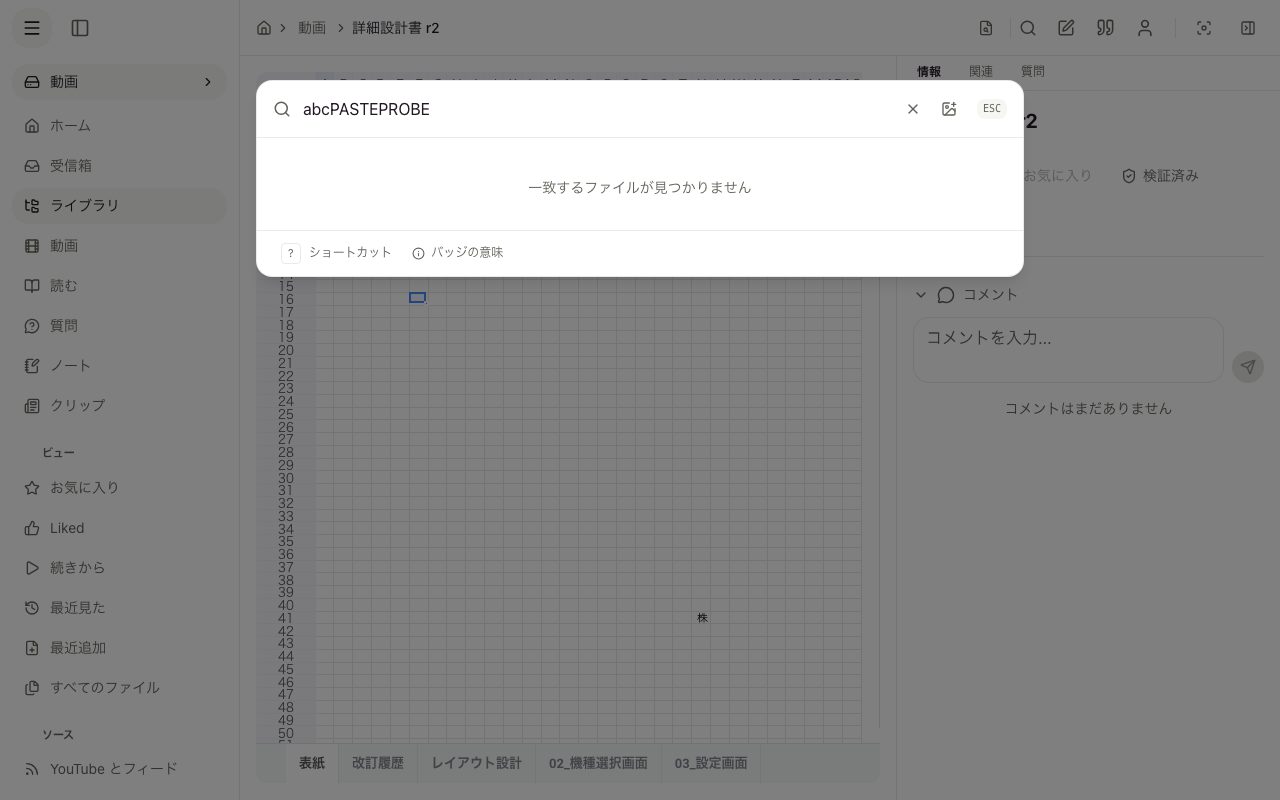 動画
ホーム
受信箱
ライブラリ
動画
読む
質問
ノート
クリップ
ビュー
お気に入り
Liked
続きから
最近見た
最近追加
すべてのファイル
ソース
YouTube とフィード
動画 詳細設計書 r2
abcPASTEPROBE
ESC
一致するファイルが見つかりません
? ショートカット バッジの意味
15
16
17
18
19
20
21
22
23
24
25
26
27
28
29
30
31
32
33
34
35
36
37
38
39
40
41 株
42
43
44
45
46
47
48
49
50
表紙 改訂履歴 レイアウト設計 02_機種選択画面 03_設定画面
情報 関連 質問
r2
お気に入り 検証済み
コメント
コメントを入力...
コメントはまだありません